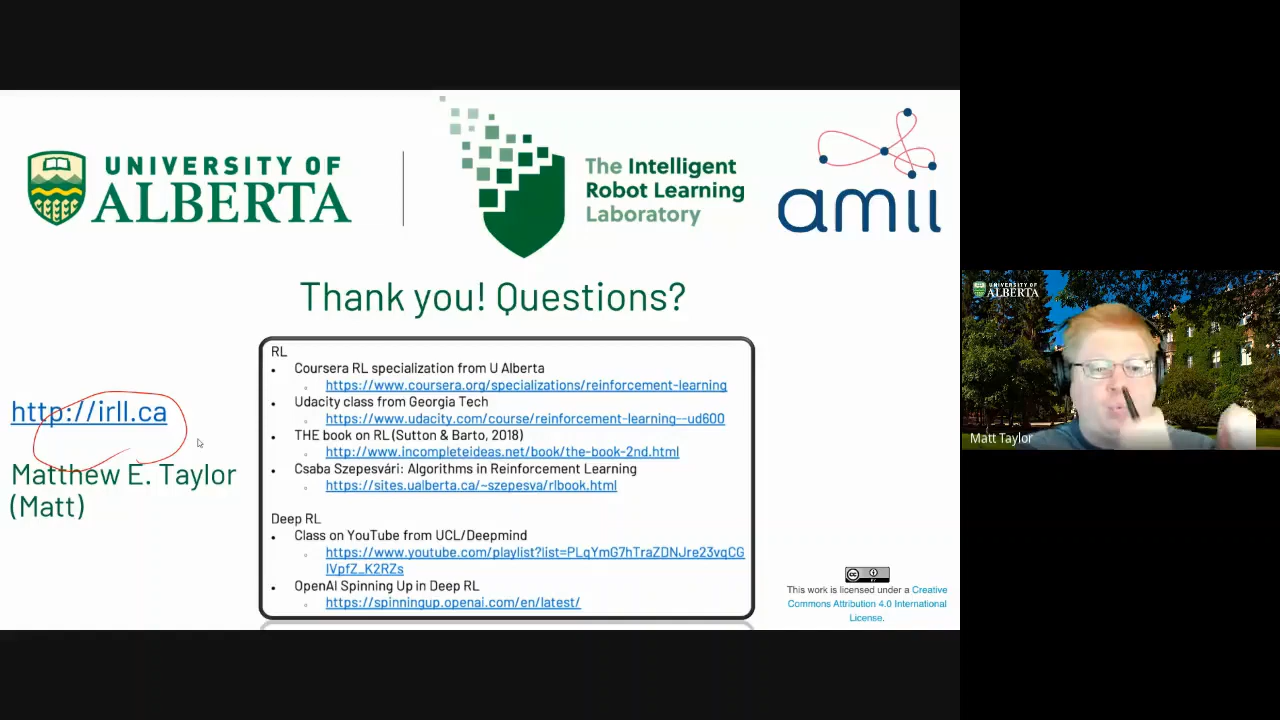 UNIVERSITY OF
ALBERTA
The Intelligent
Robot Learning
Laboratory
amii
Thank you! Questions?
http://irll.ca
Matthew E. Taylor
(Matt)
RL
• Coursera RL specialization from U Alberta
https://www.coursera.org/specializations/reinforcement-learning
• Udacity class from Georgia Tech
https://www.udacity.com/course/reinforcement-learning--ud600
• THE book on RL (Sutton & Barto, 2018)
http://www.incompleteideas.net/book/the-book-2nd.html
• Csaba Szepesvári: Algorithms in Reinforcement Learning
https://sites.ualberta.ca/~szepesva/rlbook.html
Deep RL
• Class on YouTube from UCL/Deepmind
https://www.youtube.com/playlist?list=PLqYmG7hTraZDNJre23vqCG
IVpfZ_K2RZs
• OpenAI Spinning Up in Deep RL
https://spinningup.openai.com/en/latest/
cc
BY
This work is licensed under a Creative
Commons Attribution 4.0 International
License.
UNIVERSITY OF
ALBERTA
Matt Taylor